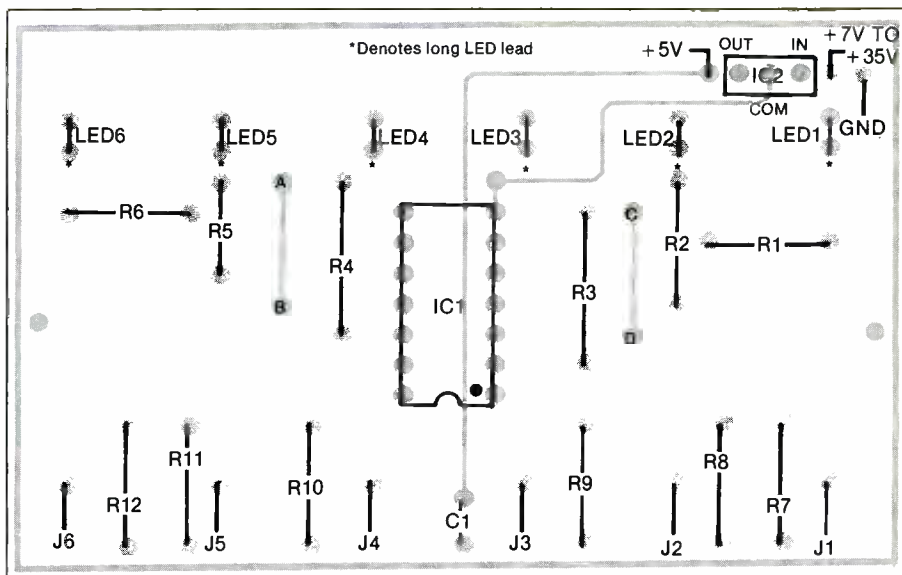 *Denotes long LED lead
+5V
OUT
IN
+7V TO
+35V
IC2
COM
GND
LED6
LED5
LED4
LED3
LED2
LED1
*
*
*
*
*
*
A
C
R6
R5
R4
R3
R2
R1
IC1
B
D
R12
R11
R10
R9
R8
R7
C1
J6
J5
J4
J3
J2
J1